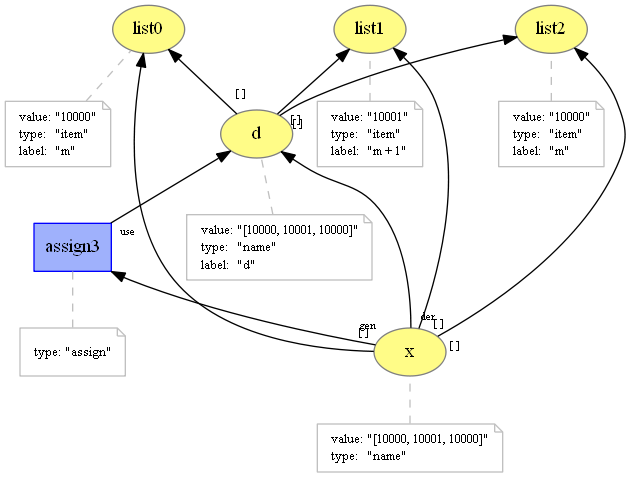 list0
list1
list2
value: "10000"
type: "item"
label: "m"
value: "10001"
type: "item"
label: "m + 1"
value: "10000"
type: "item"
label: "m"
[ ]
[ ]
[ ]
d
use
value: "[10000, 10001, 10000]"
type: "name"
label: "d"
assign3
type: "assign"
gen
[ ]
der
[ ]
[ ]
x
value: "[10000, 10001, 10000]"
type: "name"